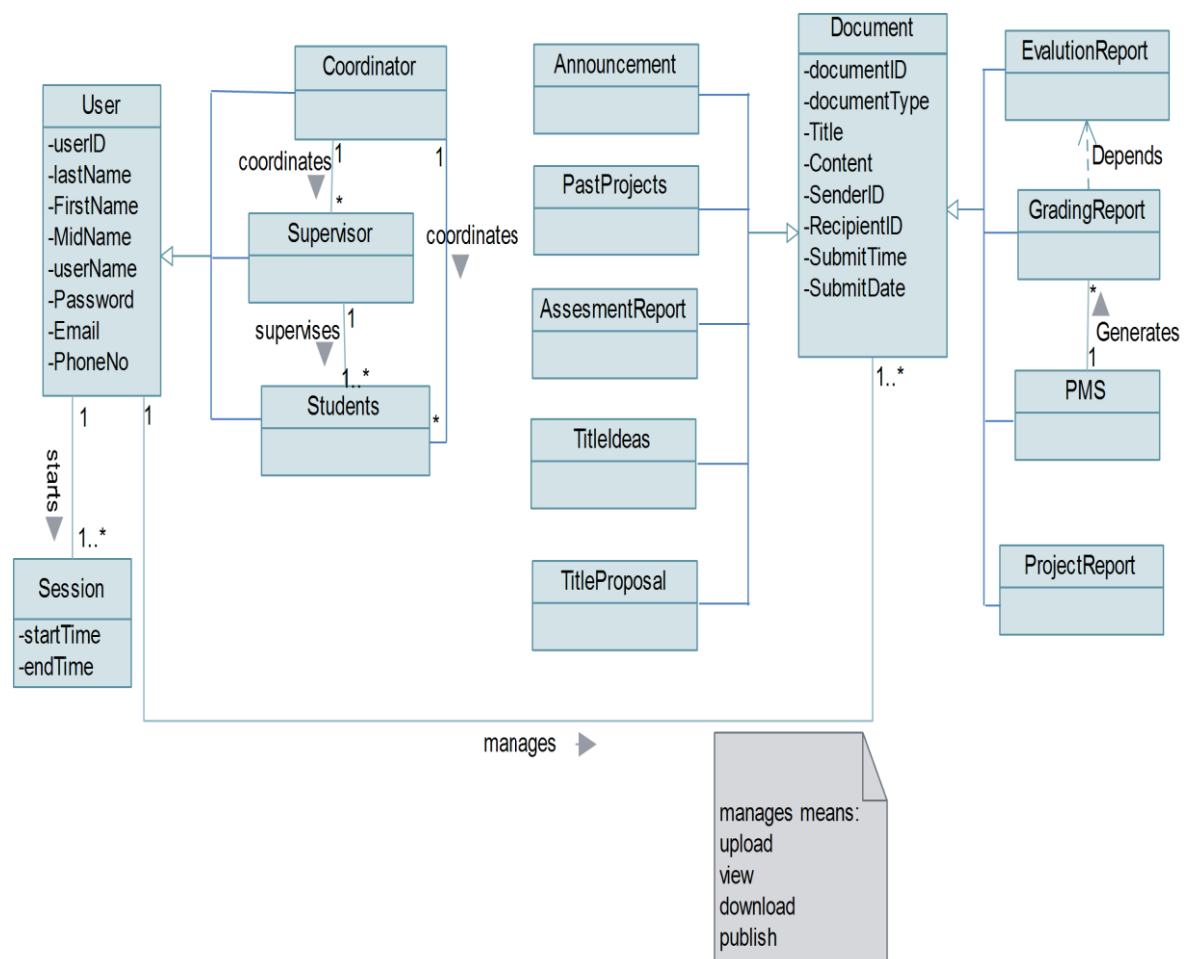 User
-userID
-lastName
-FirstName
-MidName
-userName
-Password
-Email
-PhoneNo
1
1
starts
1..*
Session
-startTime
-endTime
Coordinator
1
1
coordinates
*
coordinates
Supervisor
1
supervises
1..*
Students
*
Announcement
PastProjects
AssesmentReport
TitleIdeas
TitleProposal
Document
-documentID
-documentType
-Title
-Content
-SenderID
-RecipientID
-SubmitTime
-SubmitDate
1..*
EvalutionReport
Depends
GradingReport
*
Generates
1
PMS
ProjectReport
manages
manages means:
upload
view
download
publish